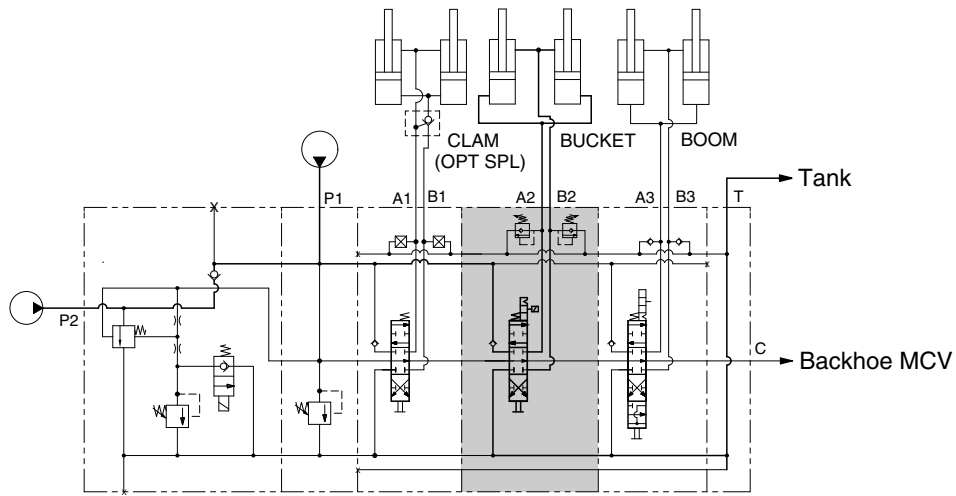 CLAM
(OPT SPL)
BUCKET
BOOM
Tank
P1
A1
B1
A2
B2
A3
B3
T
P2
C
Backhoe MCV